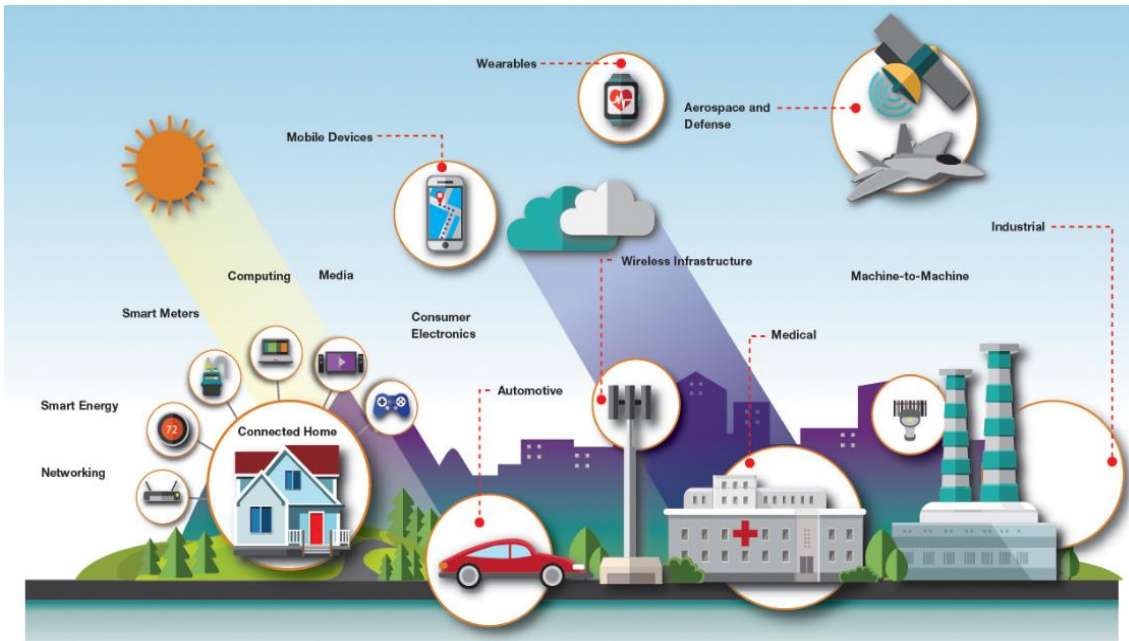 Wearables
Aerospace and
Defense
Mobile Devices
Industrial
Wireless Infrastructure
Computing
Media
Machine-to-Machine
Smart Meters
Consumer
Electronics
Medical
Automotive
Smart Energy
72
Connected Home
Networking